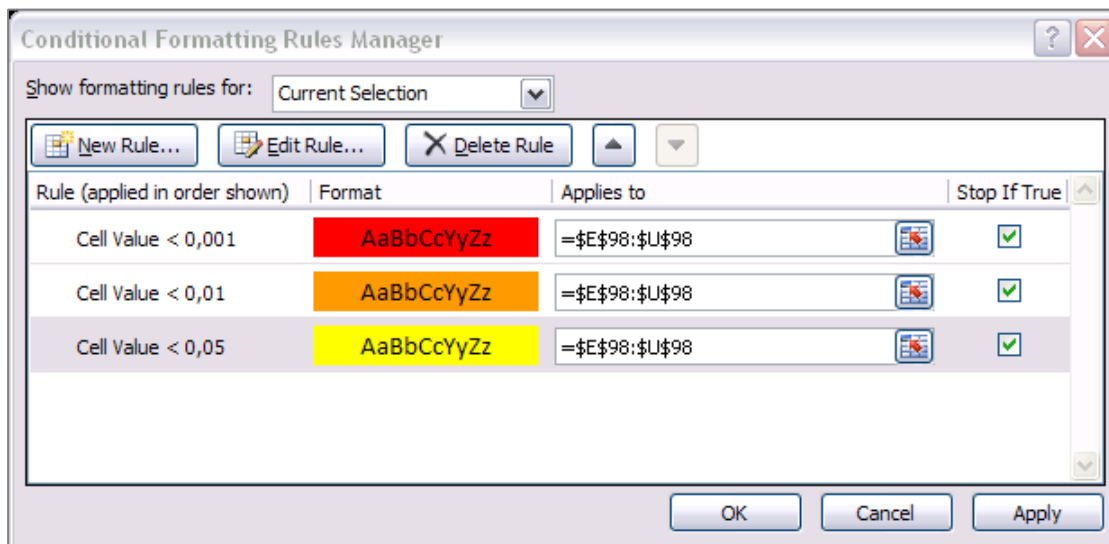 Conditional Formatting Rules Manager ?
Show formatting rules for: Current Selection
New Rule... Edit Rule... Delete Rule
Rule (applied in order shown) Format Applies to Stop If True
Cell Value < 0,001 AaBbCcYyZz =$E$98:$U$98
Cell Value < 0,01 AaBbCcYyZz =$E$98:$U$98
Cell Value < 0,05 AaBbCcYyZz =$E$98:$U$98
OK Cancel Apply